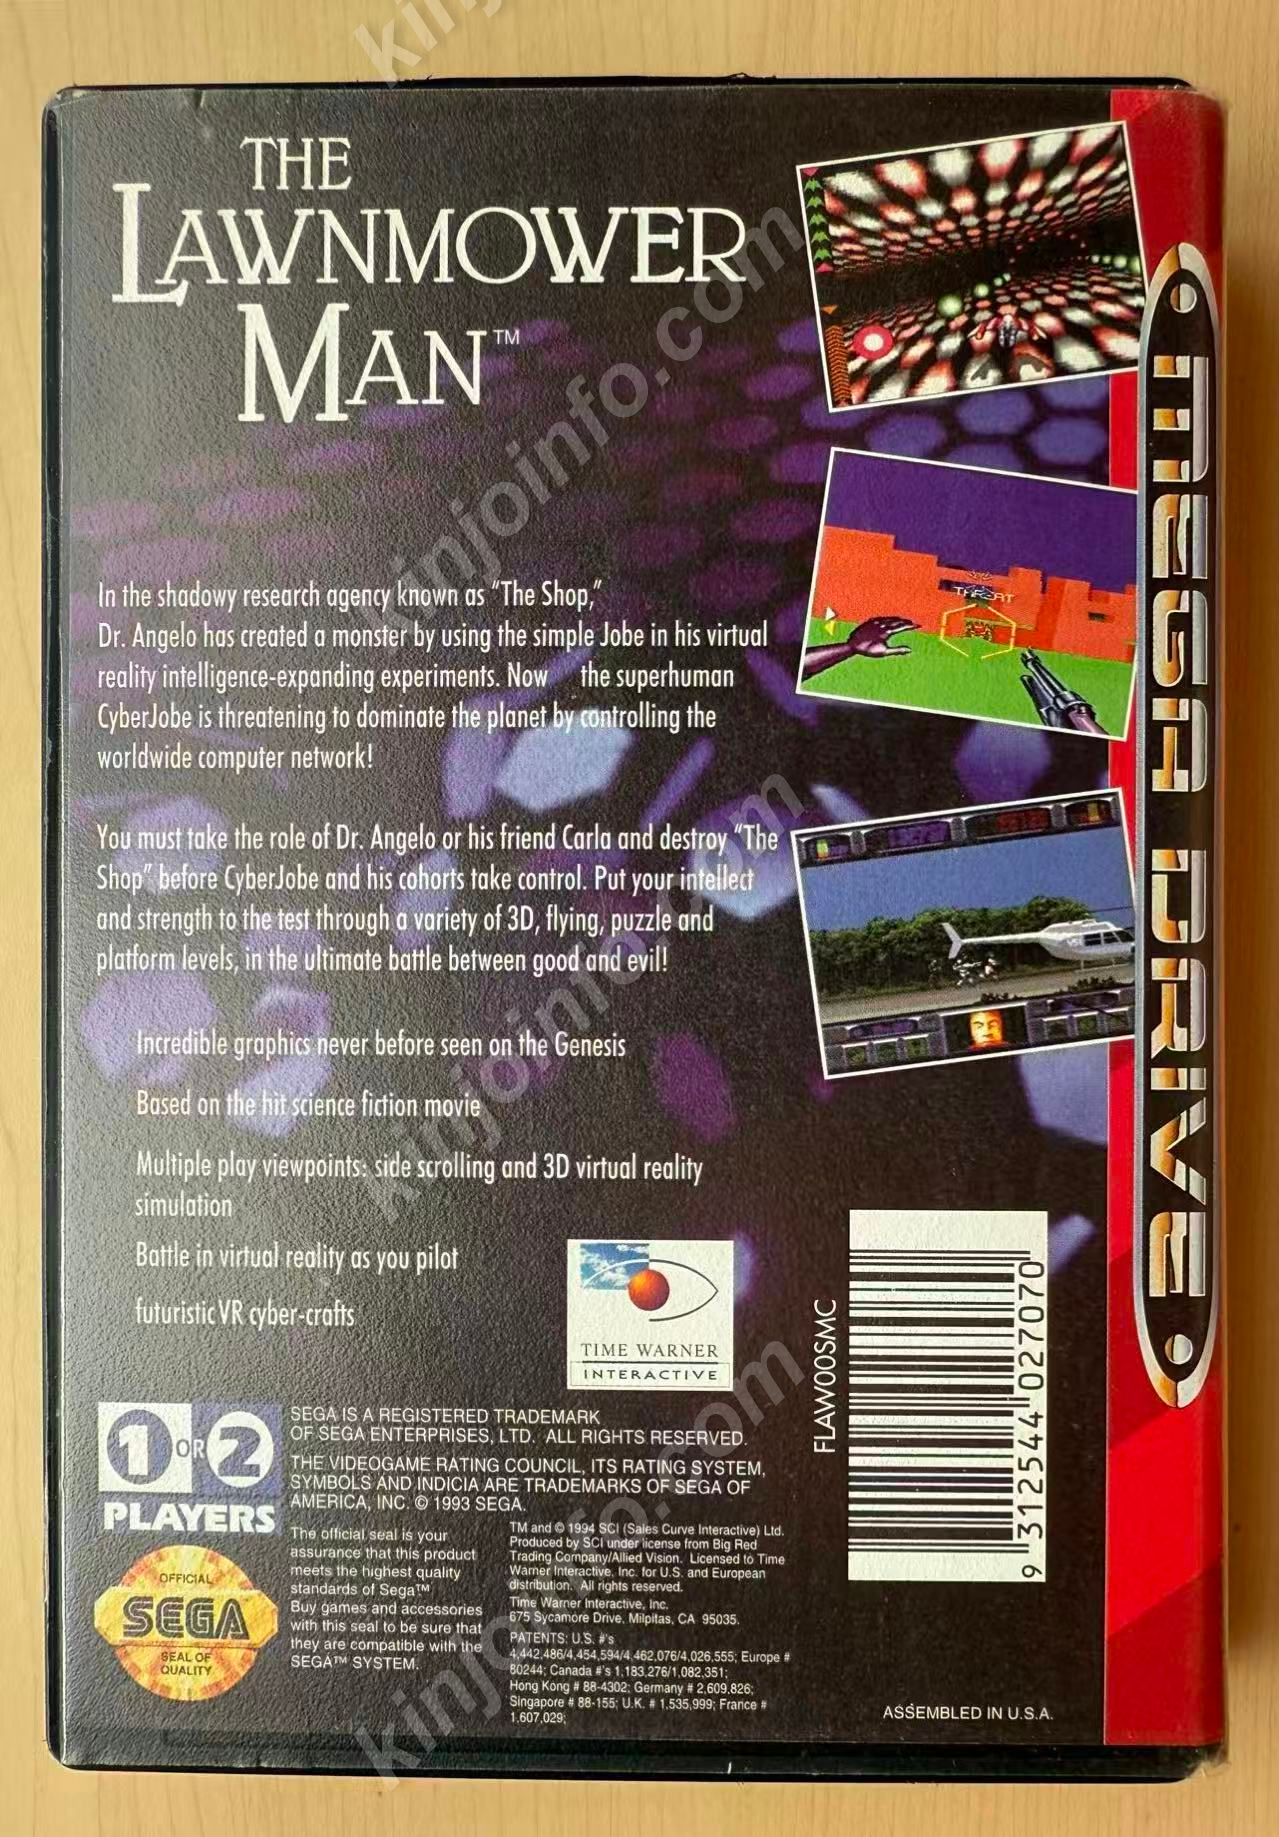 THE
LAWNMOWER
MAN™
In the shadowy research agency known as "The Shop,"
Dr. Angelo has created a monster by using the simple Jobe in his virtual
reality intelligence-expanding experiments. Now the superhuman
CyberJobe is threatening to dominate the planet by controlling the
worldwide computer network!
You must take the role of Dr. Angelo or his friend Carla and destroy "The
Shop" before CyberJobe and his cohorts take control. Put your intellect
and strength to the test through a variety of 3D, flying, puzzle and
platform levels, in the ultimate battle between good and evil!
Incredible graphics never before seen on the Genesis
Based on the hit science fiction movie
Multiple play viewpoints: side scrolling and 3D virtual reality
simulation
Battle in virtual reality as you pilot
futuristic VR cyber-crafts
THREAT
MEGA DRIVE
TIME WARNER
INTERACTIVE
FLAW00SMC
9 312544 027070
1 OR 2
PLAYERS
SEGA IS A REGISTERED TRADEMARK
OF SEGA ENTERPRISES, LTD. ALL RIGHTS RESERVED.
THE VIDEOGAME RATING COUNCIL, ITS RATING SYSTEM,
SYMBOLS AND INDICIA ARE TRADEMARKS OF SEGA OF
AMERICA, INC. © 1993 SEGA.
The official seal is your
assurance that this product
meets the highest quality
standards of Sega™
Buy games and accessories
with this seal to be sure that
they are compatible with the
SEGA™ SYSTEM.
TM and © 1994 SCI (Sales Curve Interactive) Ltd.
Produced by SCI under license from Big Red
Trading Company/Allied Vision. Licensed to Time
Warner Interactive, Inc. for U.S. and European
distribution. All rights reserved.
Time Warner Interactive, Inc.
675 Sycamore Drive, Milpitas, CA 95035.
PATENTS: U.S. #'s
4,442,486/4,454,594/4,462,076/4,026,555; Europe #
80244; Canada #'s 1,183,276/1,082,351;
Hong Kong # 88-4302; Germany # 2,609,826;
Singapore # 88-155; U.K. # 1,535,999; France #
1,607,029;
OFFICIAL
SEGA
SEAL OF
QUALITY
ASSEMBLED IN U.S.A.
kinjoinfo.com
kinjoinfo.com
kinjoinfo.com